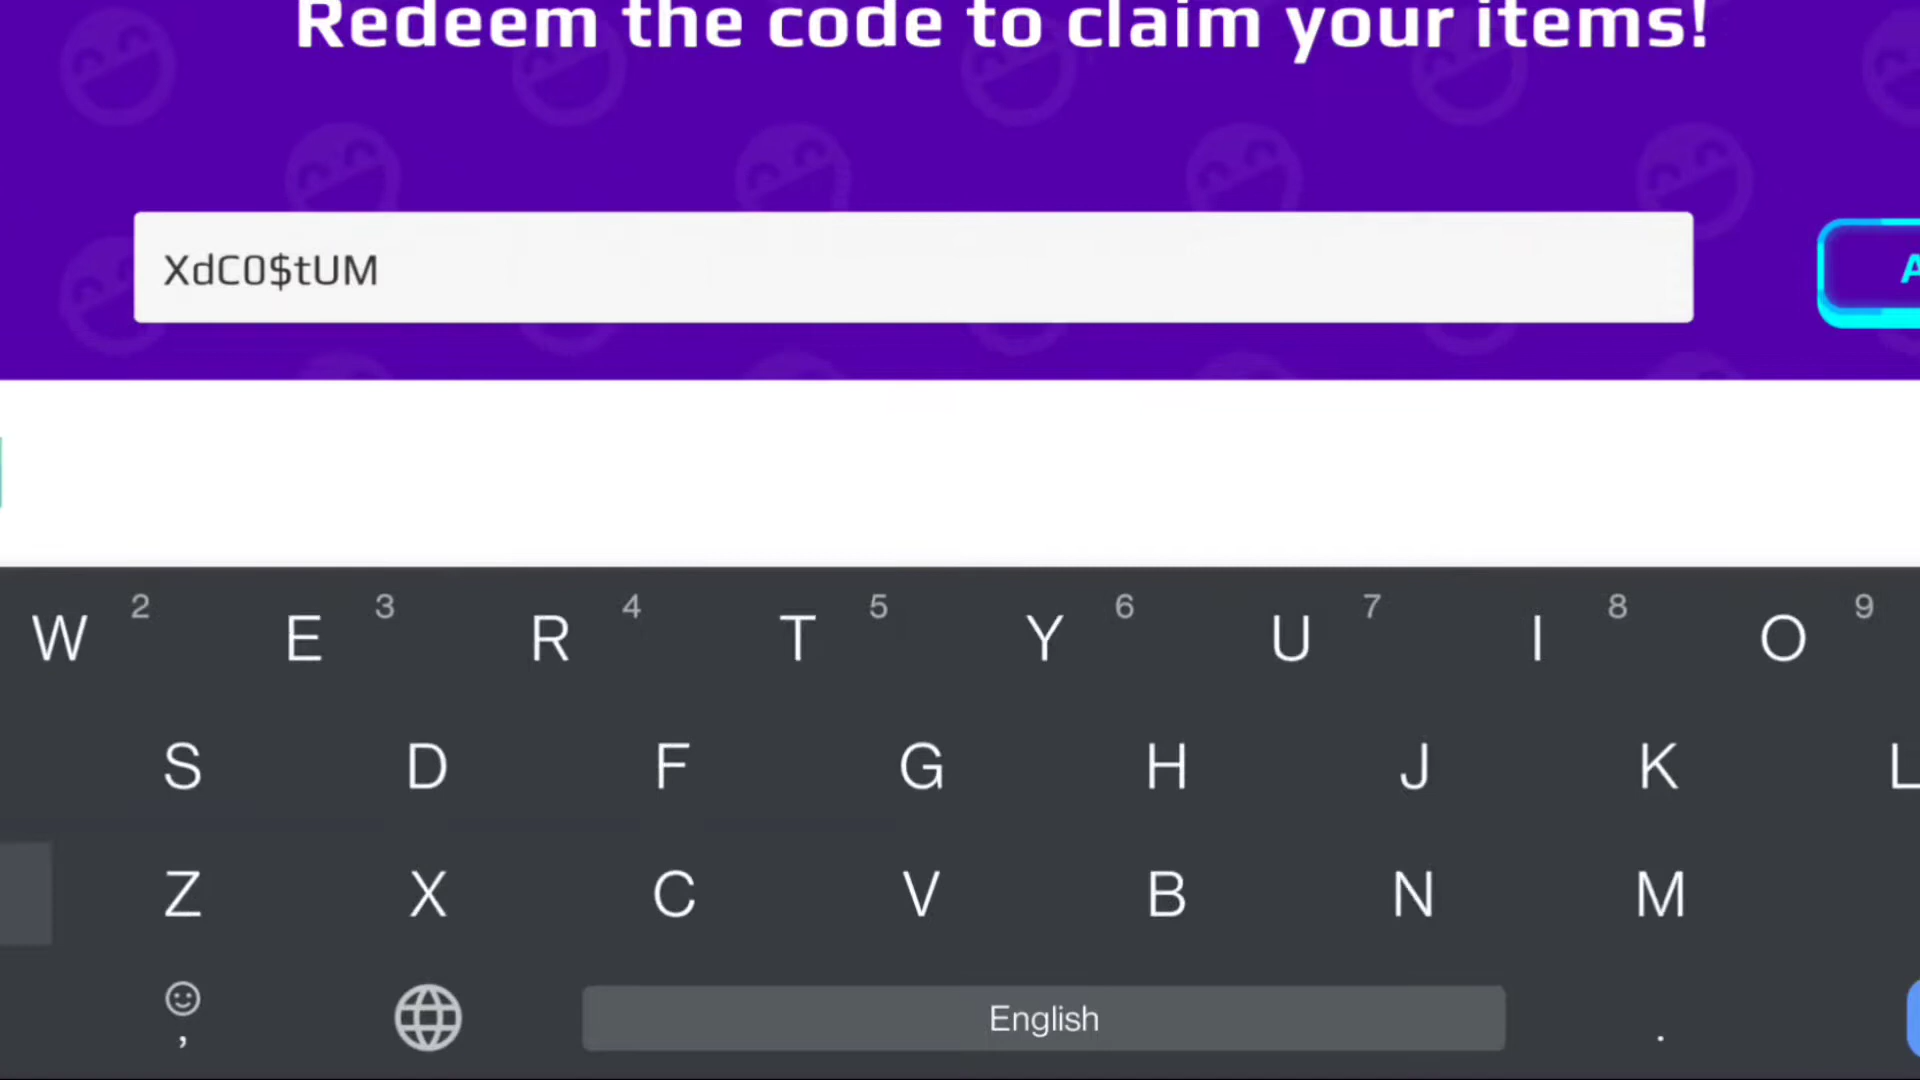 Redeem the code to claim your items!
XdC0$tUM
A
W 2 E 3 R 4 T 5 Y 6 U 7 I 8 O 9
S D F G H J K L
Z X C V B N M
, English .